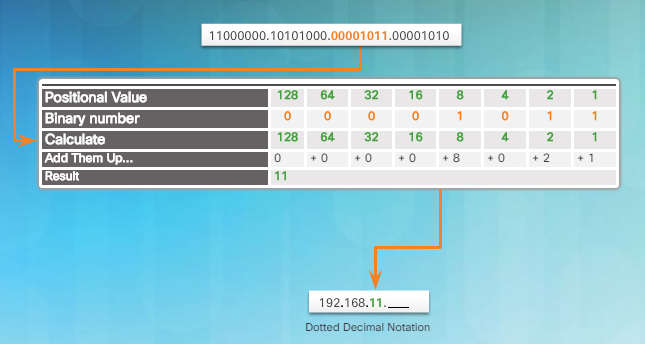 11000000.10101000.00001011.00001010
Positional Value 128 64 32 16 8 4 2 1
Binary number 0 0 0 0 1 0 1 1
Calculate 128 64 32 16 8 4 2 1
Add Them Up... 0 + 0 + 0 + 0 + 8 + 0 + 2 + 1
Result 11
192.168.11.___
Dotted Decimal Notation